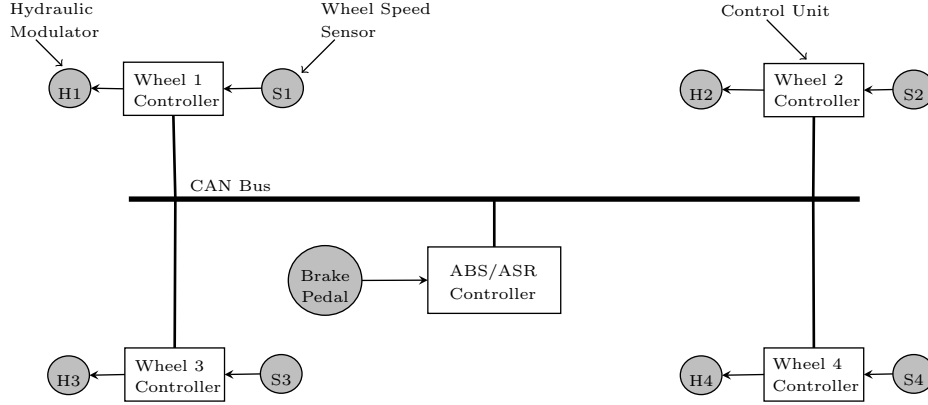 Hydraulic
Modulator
Wheel Speed
Sensor
Control Unit
H1
Wheel 1
Controller
S1
H2
Wheel 2
Controller
S2
CAN Bus
Brake
Pedal
ABS/ASR
Controller
H3
Wheel 3
Controller
S3
H4
Wheel 4
Controller
S4